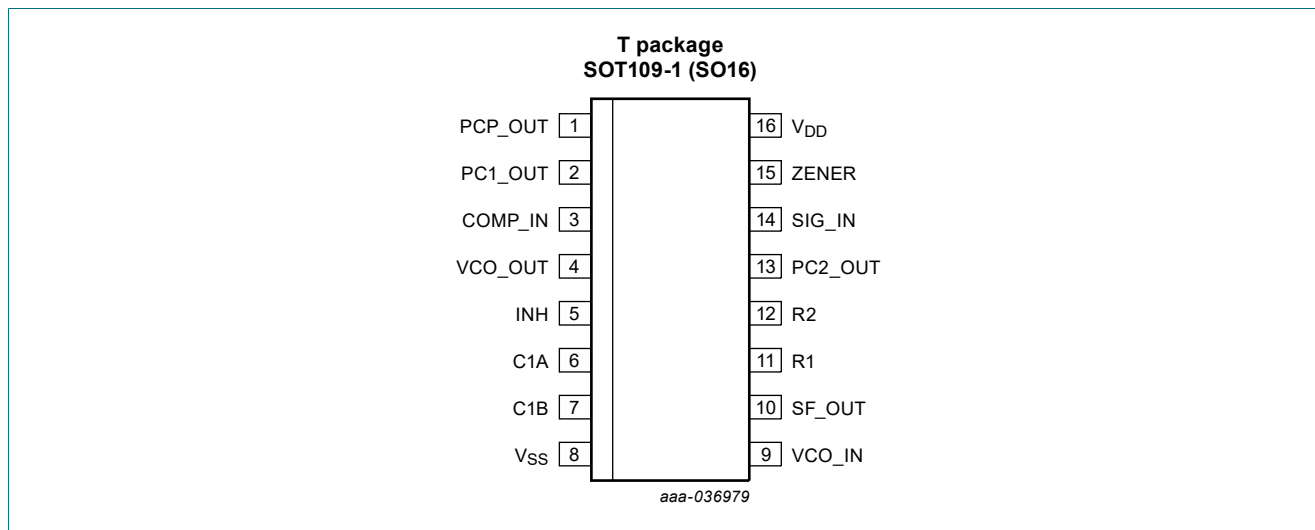 T package
SOT109-1 (SO16)
PCP_OUT 1 16 VDD
PC1_OUT 2 15 ZENER
COMP_IN 3 14 SIG_IN
VCO_OUT 4 13 PC2_OUT
INH 5 12 R2
C1A 6 11 R1
C1B 7 10 SF_OUT
VSS 8 9 VCO_IN
aaa-036979